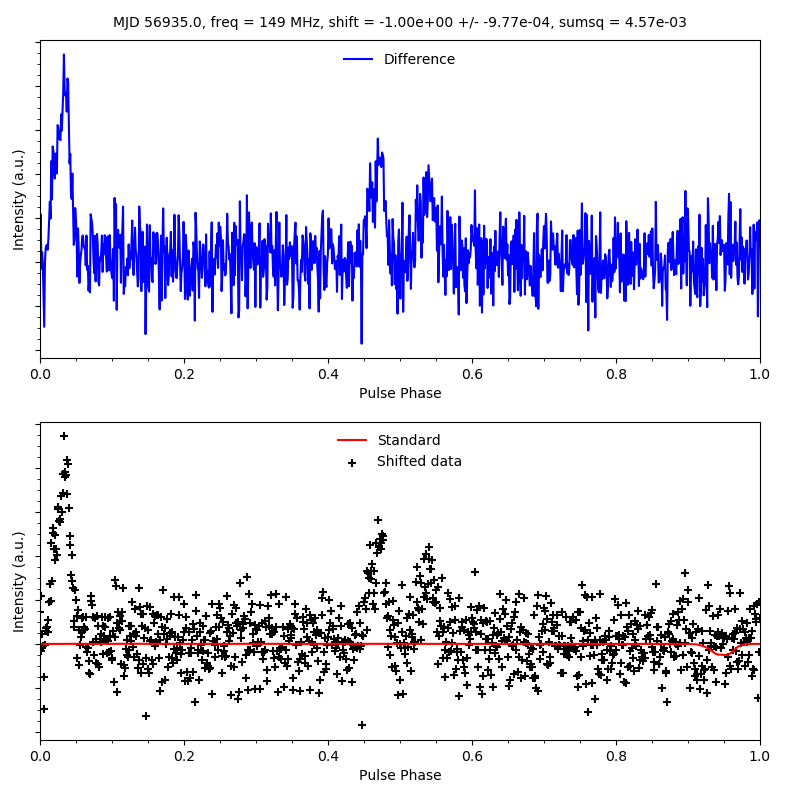 MJD 56935.0, freq = 149 MHz, shift = -1.00e+00 +/- -9.77e-04, sumsq = 4.57e-03
Difference
Intensity (a.u.)
0.0 0.2 0.4 0.6 0.8 1.0
Pulse Phase
Standard
Shifted data
Intensity (a.u.)
0.0 0.2 0.4 0.6 0.8 1.0
Pulse Phase